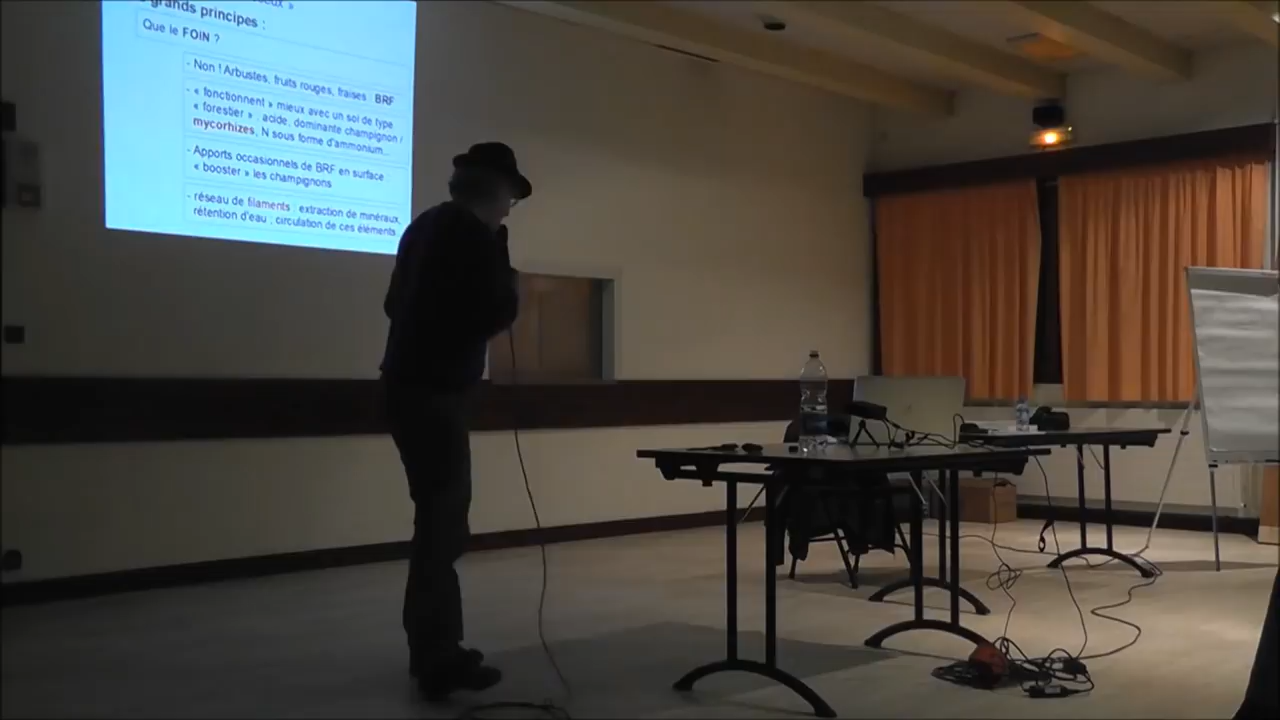 grands principes :
Que le FOIN ?
- Non ! Arbustes, fruits rouges, fraises : BRF
- « fonctionnent » mieux avec un sol de type
« forestier » : acide, dominante champignon /
mycorhizes, N sous forme d'ammonium...
- Apports occasionnels de BRF en surface
« booster » les champignons
- réseau de filaments : extraction de minéraux,
rétention d'eau ; circulation de ces éléments